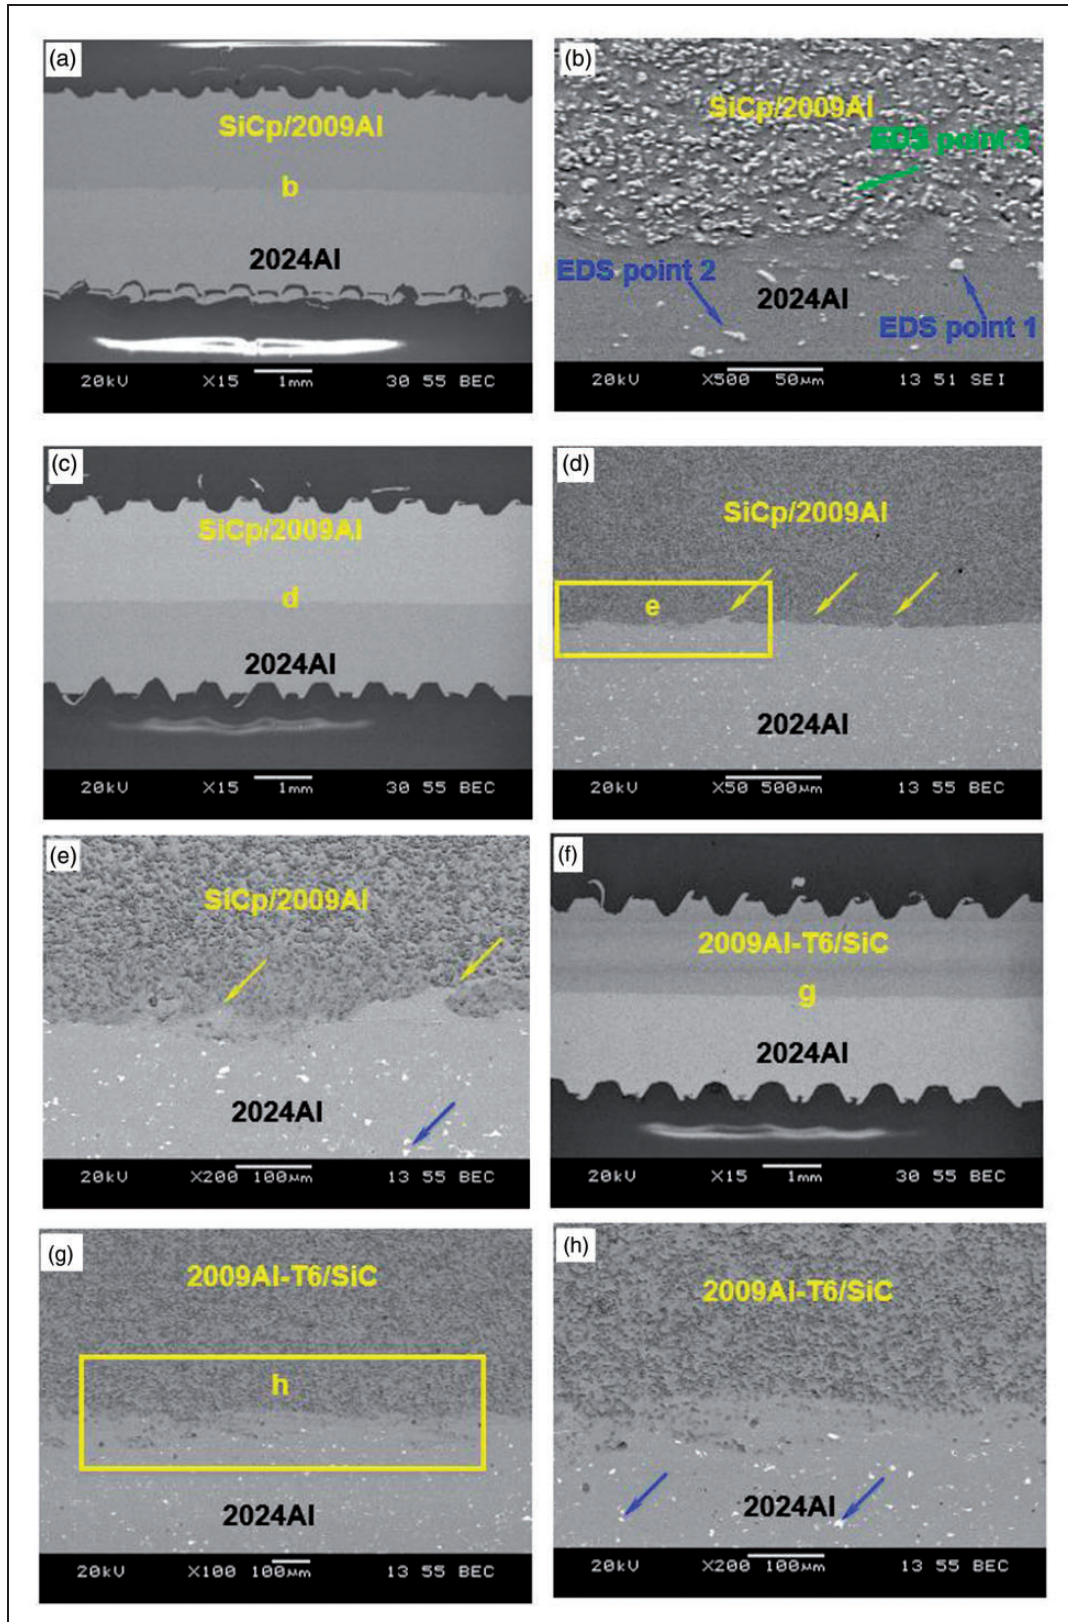 (a)
SiCp/2009Al
b
2024Al
20kV X15 1mm 30 55 BEC
(b)
SiCp/2009Al
EDS point 3
EDS point 2
2024Al
EDS point 1
20kV X500 50µm 13 51 SEI
(c)
SiCp/2009Al
d
2024Al
20kV X15 1mm 30 55 BEC
(d)
SiCp/2009Al
e
2024Al
20kV X50 500µm 13 55 BEC
(e)
SiCp/2009Al
2024Al
20kV X200 100µm 13 55 BEC
(f)
2009Al-T6/SiC
g
2024Al
20kV X15 1mm 30 55 BEC
(g)
2009Al-T6/SiC
h
2024Al
20kV X100 100µm 13 55 BEC
(h)
2009Al-T6/SiC
2024Al
20kV X200 100µm 13 55 BEC